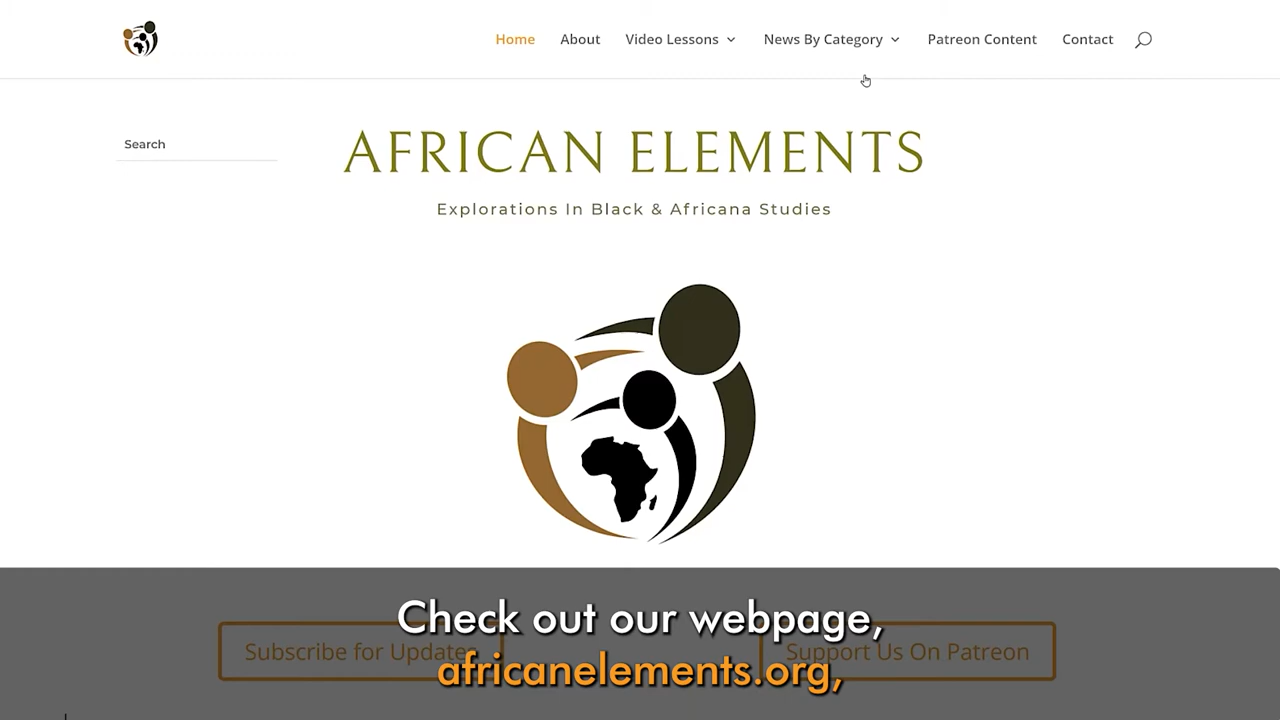 Home About Video Lessons News By Category Patreon Content Contact
Search
AFRICAN ELEMENTS
Explorations In Black & Africana Studies
Subscribe for Updates
Support Us On Patreon
Check out our webpage,
africanelements.org,